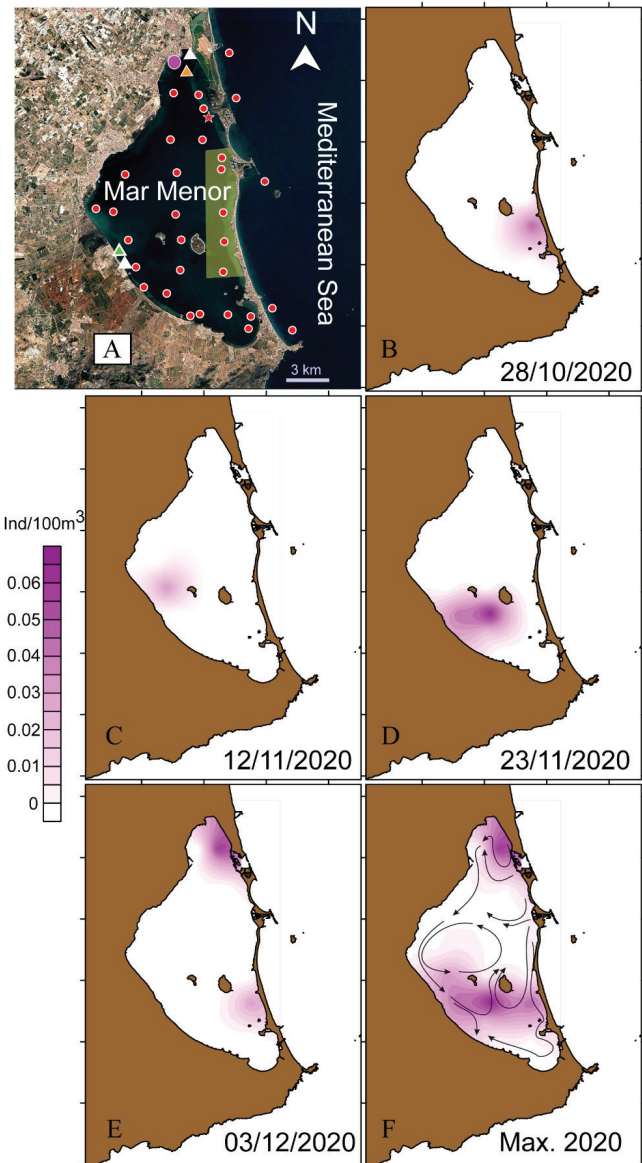 N
Mediterranean Sea
Mar Menor
A
3 km
B
28/10/2020
Ind/100m³
0.06
0.05
0.04
0.03
0.02
0.01
0
C
12/11/2020
D
23/11/2020
E
03/12/2020
F
Max. 2020